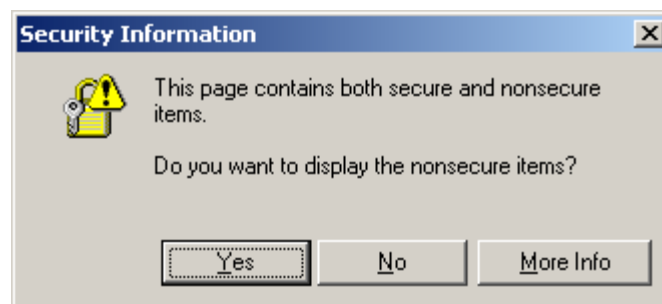 Security Information
This page contains both secure and nonsecure
items.
Do you want to display the nonsecure items?
Yes
No
More Info